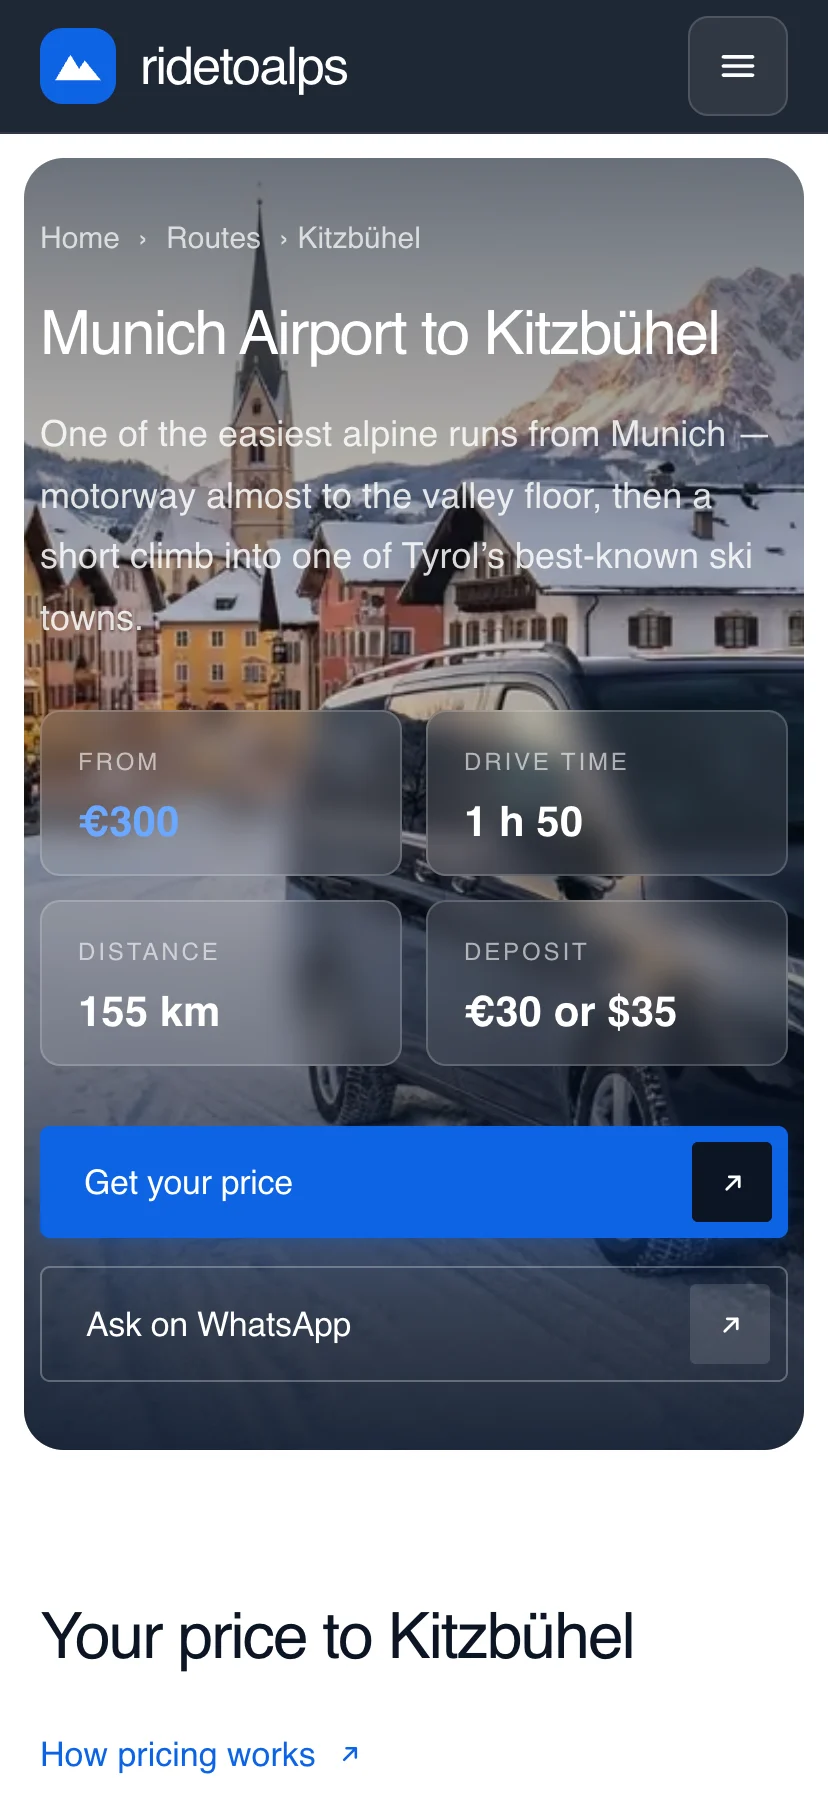 ridetoalps
Home › Routes › Kitzbühel
Munich Airport to Kitzbühel
One of the easiest alpine runs from Munich —
motorway almost to the valley floor, then a
short climb into one of Tyrol’s best-known ski
towns.
FROM
€300
DRIVE TIME
1 h 50
DISTANCE
155 km
DEPOSIT
€30 or $35
Get your price
Ask on WhatsApp
Your price to Kitzbühel
How pricing works